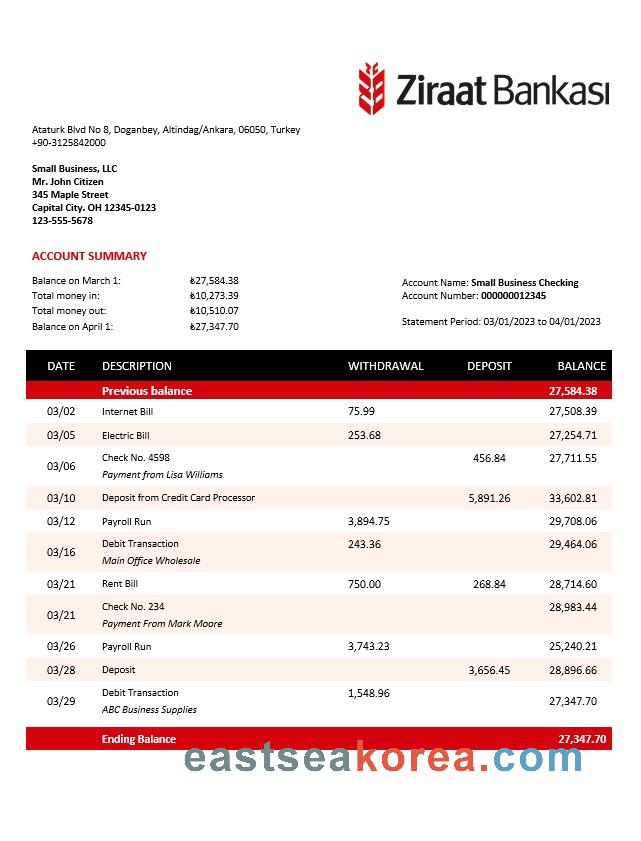 Ziraat Bankası
Ataturk Blvd No 8, Doganbey, Altindag/Ankara, 06050, Turkey
+90-3125842000
Small Business, LLC
Mr. John Citizen
345 Maple Street
Capital City. OH 12345-0123
123-555-5678
ACCOUNT SUMMARY
Balance on March 1: ₺27,584.38
Total money in: ₺10,273.39
Total money out: ₺10,510.07
Balance on April 1: ₺27,347.70
Account Name: Small Business Checking
Account Number: 000000012345
Statement Period: 03/01/2023 to 04/01/2023
DATE DESCRIPTION WITHDRAWAL DEPOSIT BALANCE
Previous balance 27,584.38
03/02 Internet Bill 75.99 27,508.39
03/05 Electric Bill 253.68 27,254.71
03/06 Check No. 4598 456.84 27,711.55
Payment from Lisa Williams
03/10 Deposit from Credit Card Processor 5,891.26 33,602.81
03/12 Payroll Run 3,894.75 29,708.06
03/16 Debit Transaction 243.36 29,464.06
Main Office Wholesale
03/21 Rent Bill 750.00 268.84 28,714.60
03/21 Check No. 234 28,983.44
Payment From Mark Moore
03/26 Payroll Run 3,743.23 25,240.21
03/28 Deposit 3,656.45 28,896.66
03/29 Debit Transaction 1,548.96 27,347.70
ABC Business Supplies
Ending Balance 27,347.70
eastseakorea.com